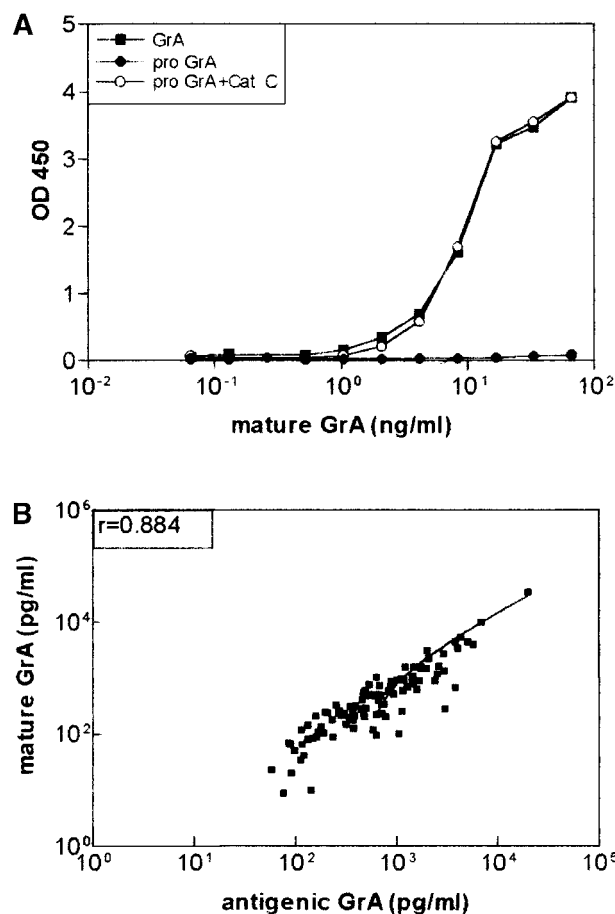 A
GrA
pro GrA
pro GrA+Cat C
5
4
3
2
1
0
OD 450
10-2 10-1 100 101 102
mature GrA (ng/ml)
B
r=0.884
106
104
102
100
mature GrA (pg/ml)
100 101 102 103 104 105
antigenic GrA (pg/ml)